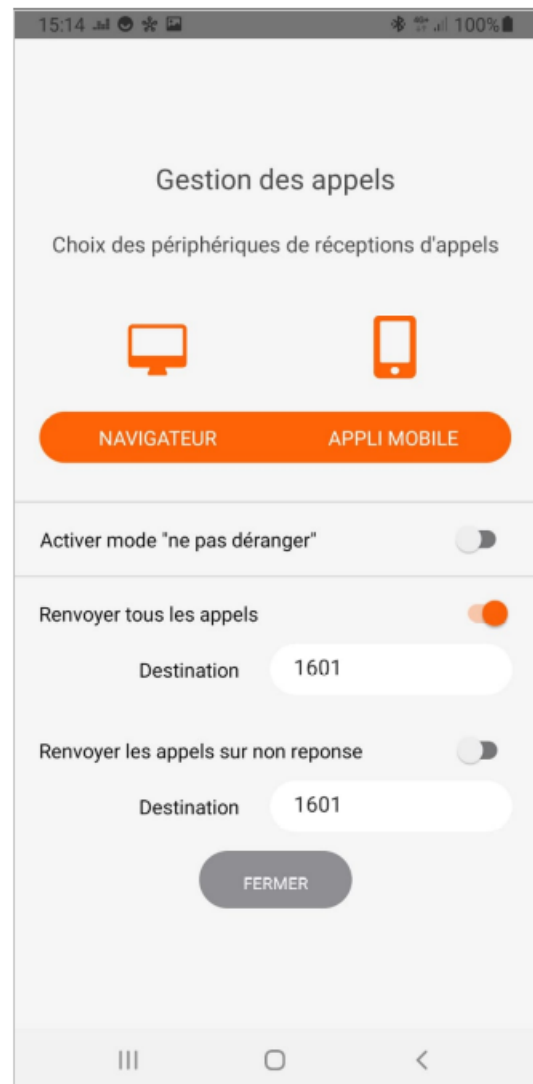 15:14 100%
Gestion des appels
Choix des périphériques de réceptions d'appels
NAVIGATEUR APPLI MOBILE
Activer mode "ne pas déranger"
Renvoyer tous les appels
Destination 1601
Renvoyer les appels sur non reponse
Destination 1601
FERMER